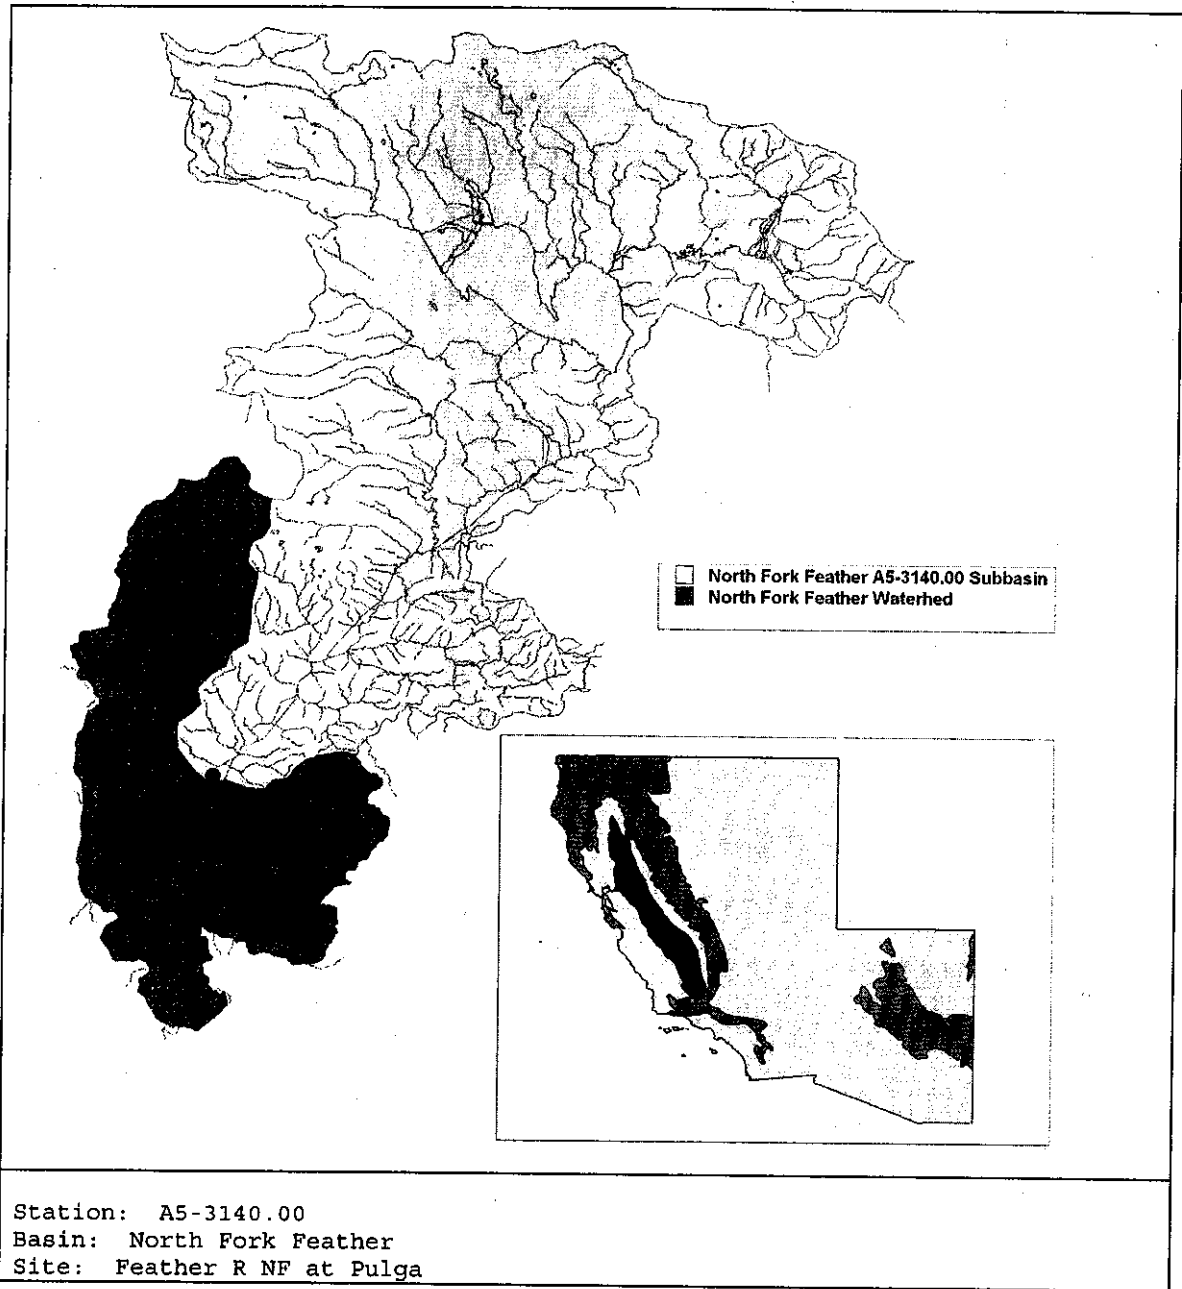 North Fork Feather A5-3140.00 Subbasin
North Fork Feather Waterhed
Station: A5-3140.00
Basin: North Fork Feather
Site: Feather R NF at Pulga